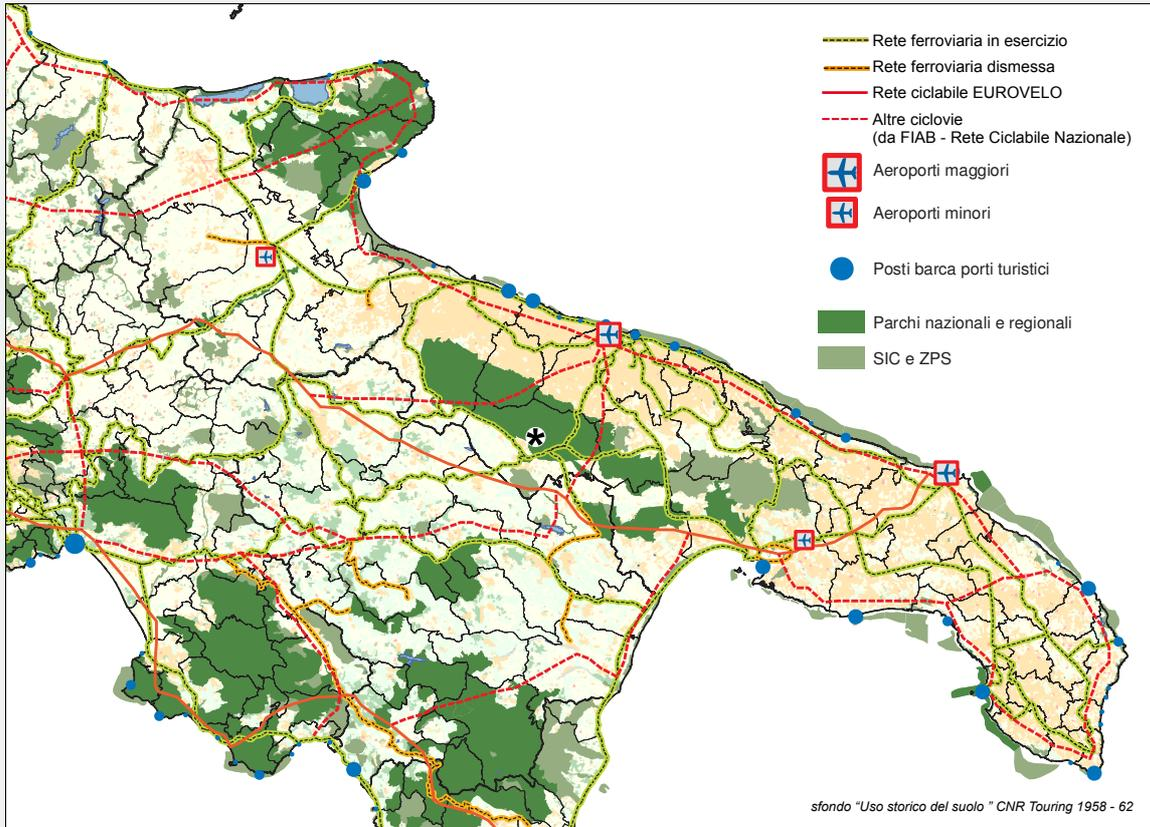 Rete ferroviaria in esercizio
Rete ferroviaria dismessa
Rete ciclabile EUROVELO
Altre ciclovie
(da FIAB - Rete Ciclabile Nazionale)
Aeroporti maggiori
Aeroporti minori
Posti barca porti turistici
Parchi nazionali e regionali
SIC e ZPS
*
sfondo “Uso storico del suolo ” CNR Touring 1958 - 62